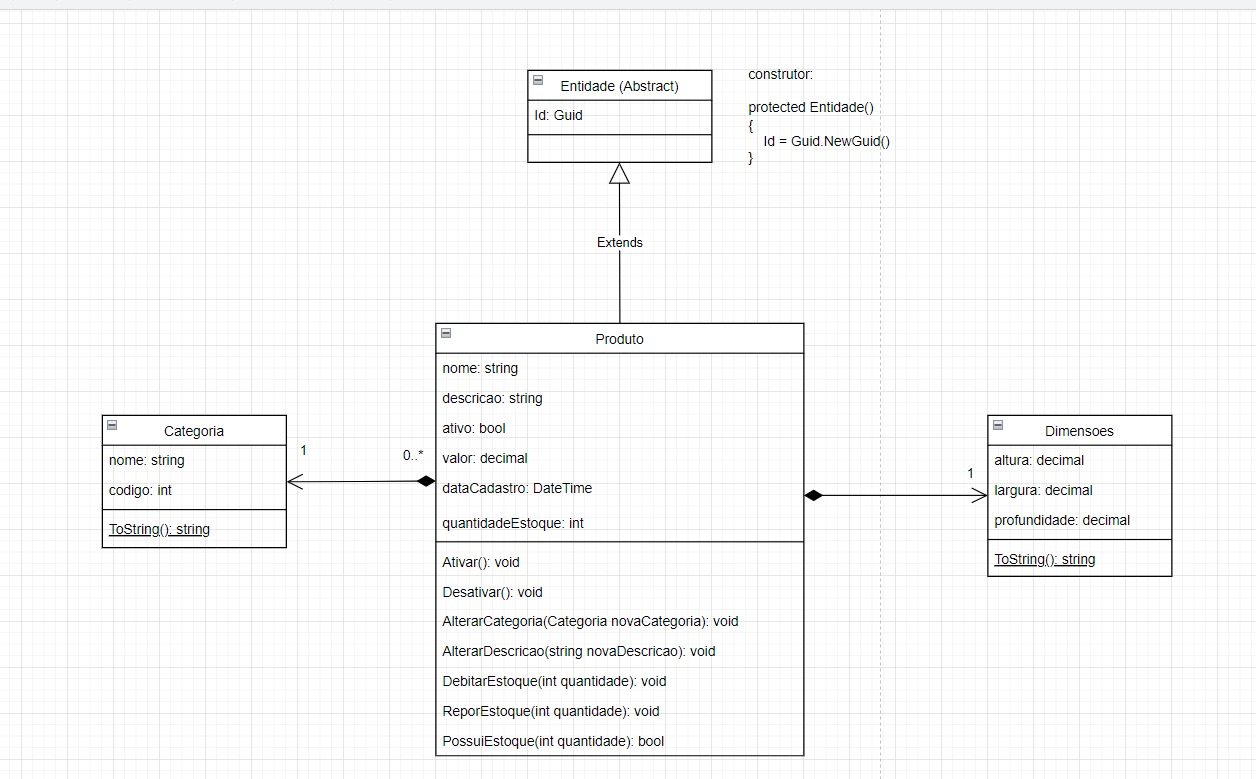 Entidade (Abstract)
Id: Guid
construtor:
protected Entidade()
{
Id = Guid.NewGuid()
}
Extends
Produto
nome: string
descricao: string
ativo: bool
valor: decimal
dataCadastro: DateTime
quantidadeEstoque: int
Ativar(): void
Desativar(): void
AlterarCategoria(Categoria novaCategoria): void
AlterarDescricao(string novaDescricao): void
DebitarEstoque(int quantidade): void
ReporEstoque(int quantidade): void
PossuiEstoque(int quantidade): bool
Categoria
nome: string
codigo: int
ToString(): string
1
0..*
1
Dimensoes
altura: decimal
largura: decimal
profundidade: decimal
ToString(): string